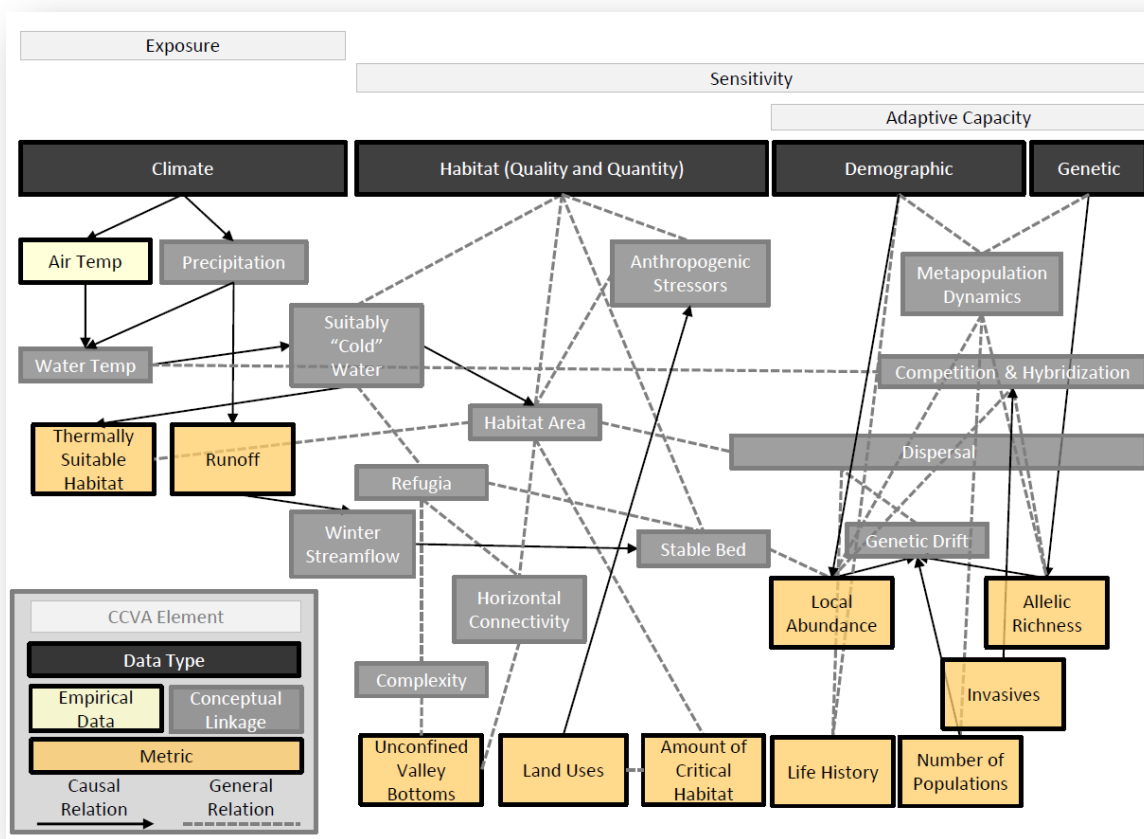 Exposure
Sensitivity
Adaptive Capacity
Climate
Habitat (Quality and Quantity)
Demographic
Genetic
Air Temp
Precipitation
Anthropogenic
Stressors
Metapopulation
Dynamics
Suitably
“Cold”
Water
Water Temp
Competition & Hybridization
Habitat Area
Thermally
Suitable
Habitat
Runoff
Dispersal
Refugia
Winter
Streamflow
Stable Bed
Genetic Drift
Horizontal
Connectivity
Local
Abundance
Allelic
Richness
Complexity
Invasives
Unconfined
Valley
Bottoms
Land Uses
Amount of
Critical
Habitat
Life History
Number of
Populations
CCVA Element
Data Type
Empirical
Data
Conceptual
Linkage
Metric
Causal
Relation
General
Relation